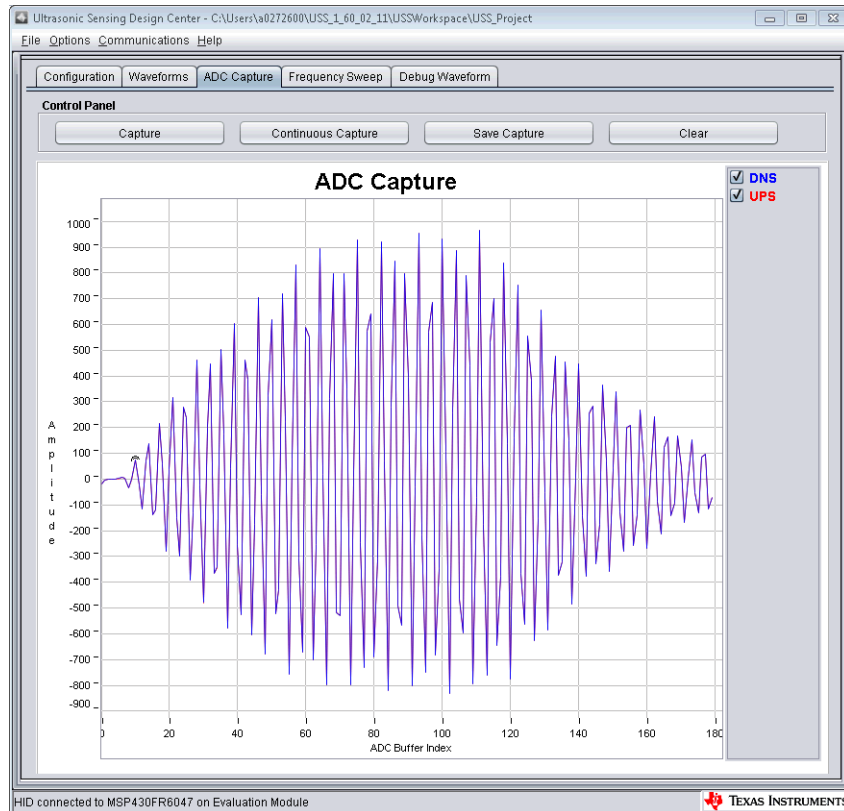 Ultrasonic Sensing Design Center - C:\Users\a0272600\USS_1_60_02_11\USSWorkspace\USS_Project
File Options Communications Help
Configuration Waveforms ADC Capture Frequency Sweep Debug Waveform
Control Panel
Capture Continuous Capture Save Capture Clear
ADC Capture
DNS
UPS
1000
900
800
700
600
500
400
300
200
100
0
-100
-200
-300
-400
-500
-600
-700
-800
-900
Amplitude
0 20 40 60 80 100 120 140 160 180
ADC Buffer Index
HID connected to MSP430FR6047 on Evaluation Module
TEXAS INSTRUMENTS